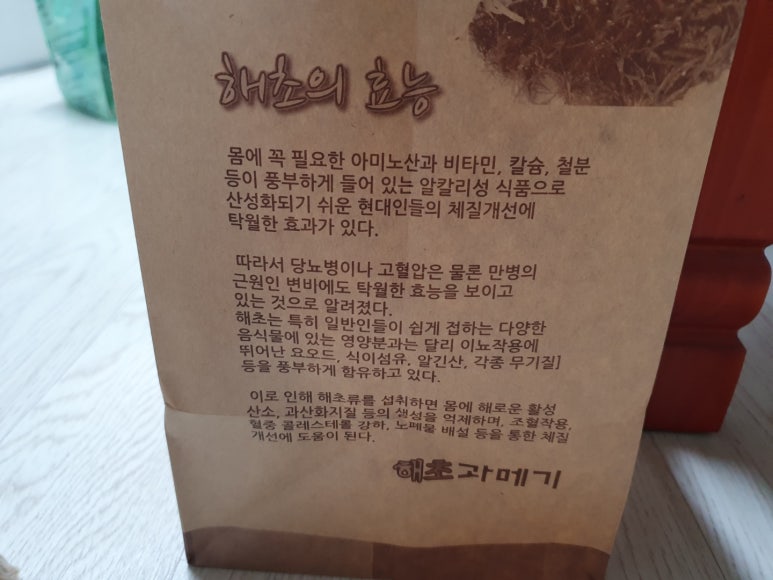 해초의 효능
몸에 꼭 필요한 아미노산과 비타민, 칼슘, 철분
등이 풍부하게 들어 있는 알칼리성 식품으로
산성화되기 쉬운 현대인들의 체질개선에
탁월한 효과가 있다.
따라서 당뇨병이나 고혈압은 물론 만병의
근원인 변비에도 탁월한 효능을 보이고
있는 것으로 알려졌다.
해초는 특히 일반인들이 쉽게 접하는 다양한
음식물에 있는 영양분과는 달리 이뇨작용에
뛰어난 요오드, 식이섬유, 알긴산, 각종 무기질]
등을 풍부하게 함유하고 있다.
이로 인해 해초류를 섭취하면 몸에 해로운 활성
산소, 과산화지질 등의 생성을 억제하며, 조혈작용,
혈중 콜레스테롤 강하, 노폐물 배설 등을 통한 체질
개선에 도움이 된다.
해초과메기